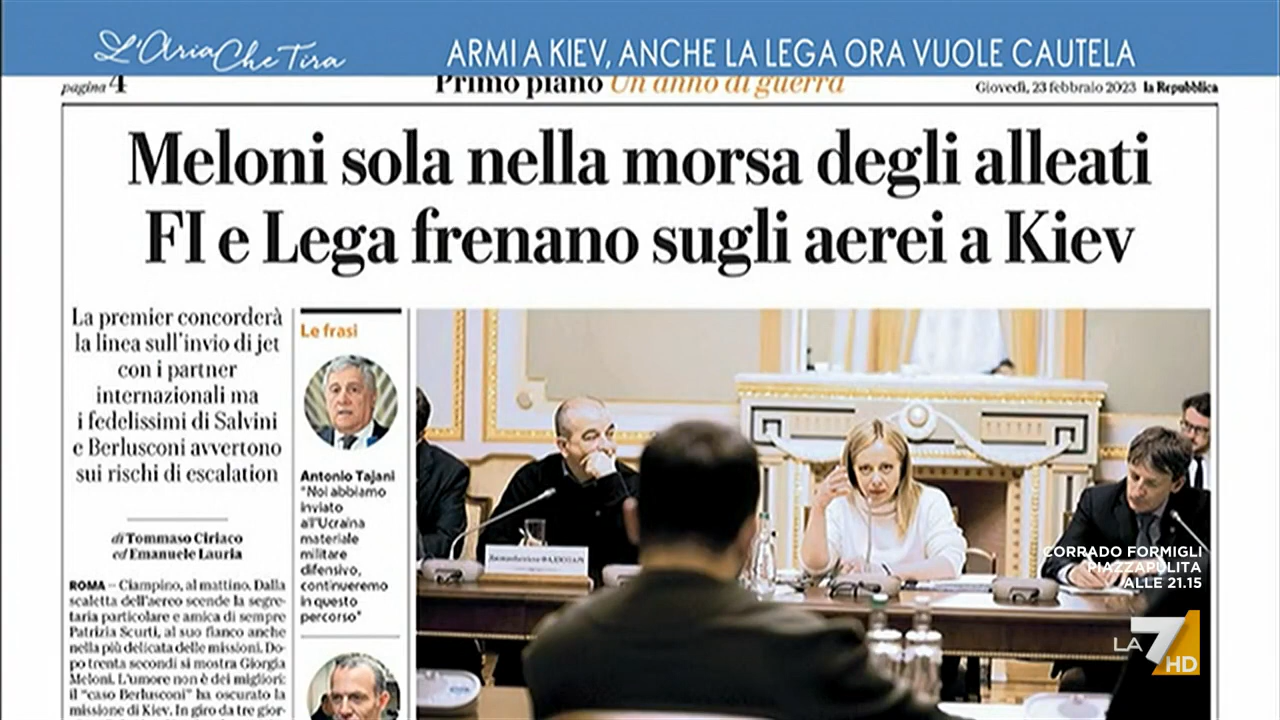 L'Aria Che Tira
ARMI A KIEV, ANCHE LA LEGA ORA VUOLE CAUTELA
pagina 4
Primo piano Un anno di guerra
Giovedì, 23 febbraio 2023 la Repubblica
Meloni sola nella morsa degli alleati
FI e Lega frenano sugli aerei a Kiev
La premier concorderà
la linea sull'invio di jet
con i partner
internazionali ma
i fedelissimi di Salvini
e Berlusconi avvertono
sui rischi di escalation
di Tommaso Ciriaco
ed Emanuele Lauria
ROMA – Ciampino, al mattino. Dalla
scaletta dell'aereo scende la segre-
taria particolare e amica di sempre
Patrizia Scurti, al suo fianco anche
nella più delicata delle missioni. Do-
po trenta secondi si mostra Giorgia
Meloni. L'umore non è dei migliori:
il "caso Berlusconi" ha oscurato la
missione di Kiev. In giro da tre gior-
Le frasi
Antonio Tajani
"Noi abbiamo
inviato
all'Ucraina
materiale
militare
difensivo,
continueremo
in questo
percorso"
CORRADO FORMIGLI
PIAZZAPULITA
ALLE 21.15
LA 7 HD